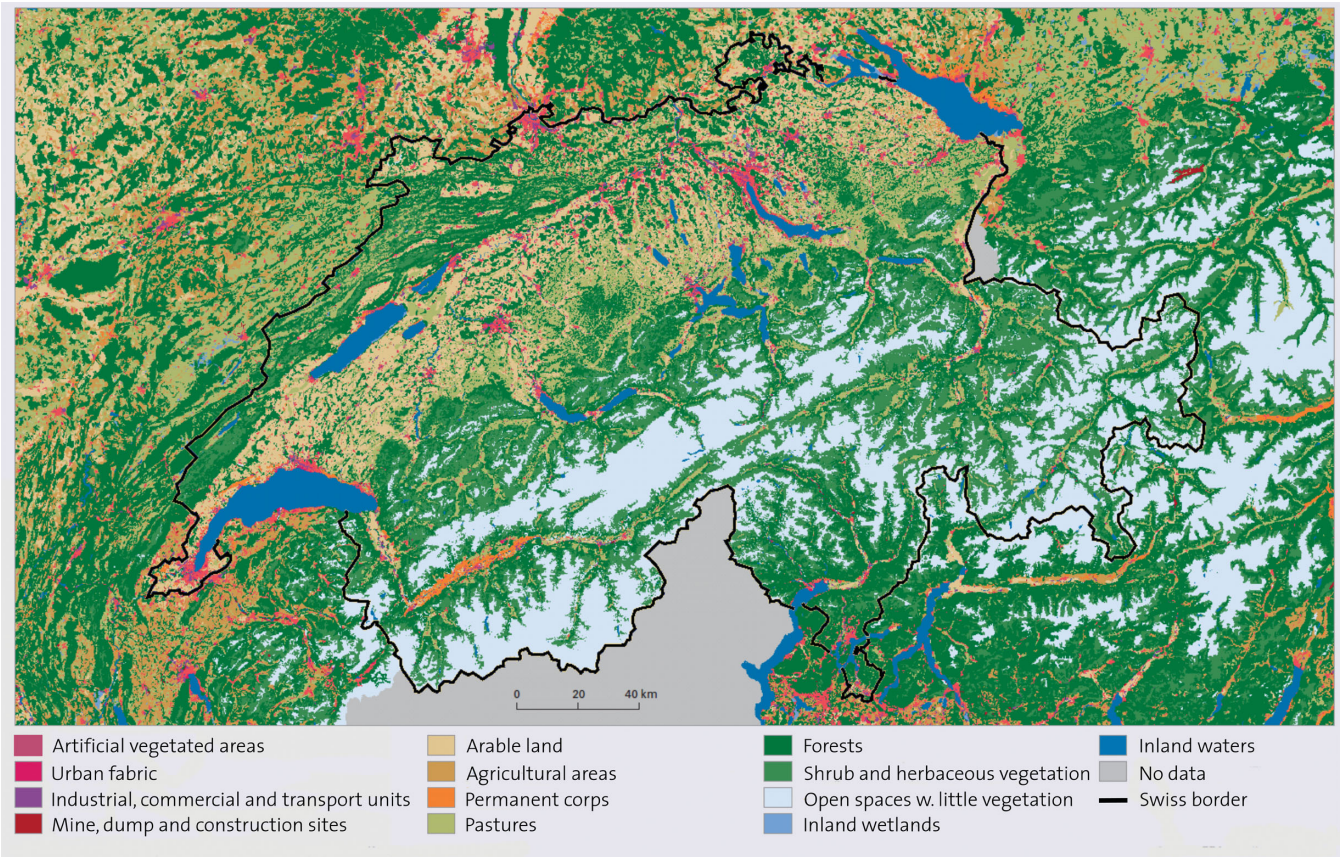 0 20 40 km
Artificial vegetated areas
Urban fabric
Industrial, commercial and transport units
Mine, dump and construction sites
Arable land
Agricultural areas
Permanent corps
Pastures
Forests
Shrub and herbaceous vegetation
Open spaces w. little vegetation
Inland wetlands
Inland waters
No data
Swiss border